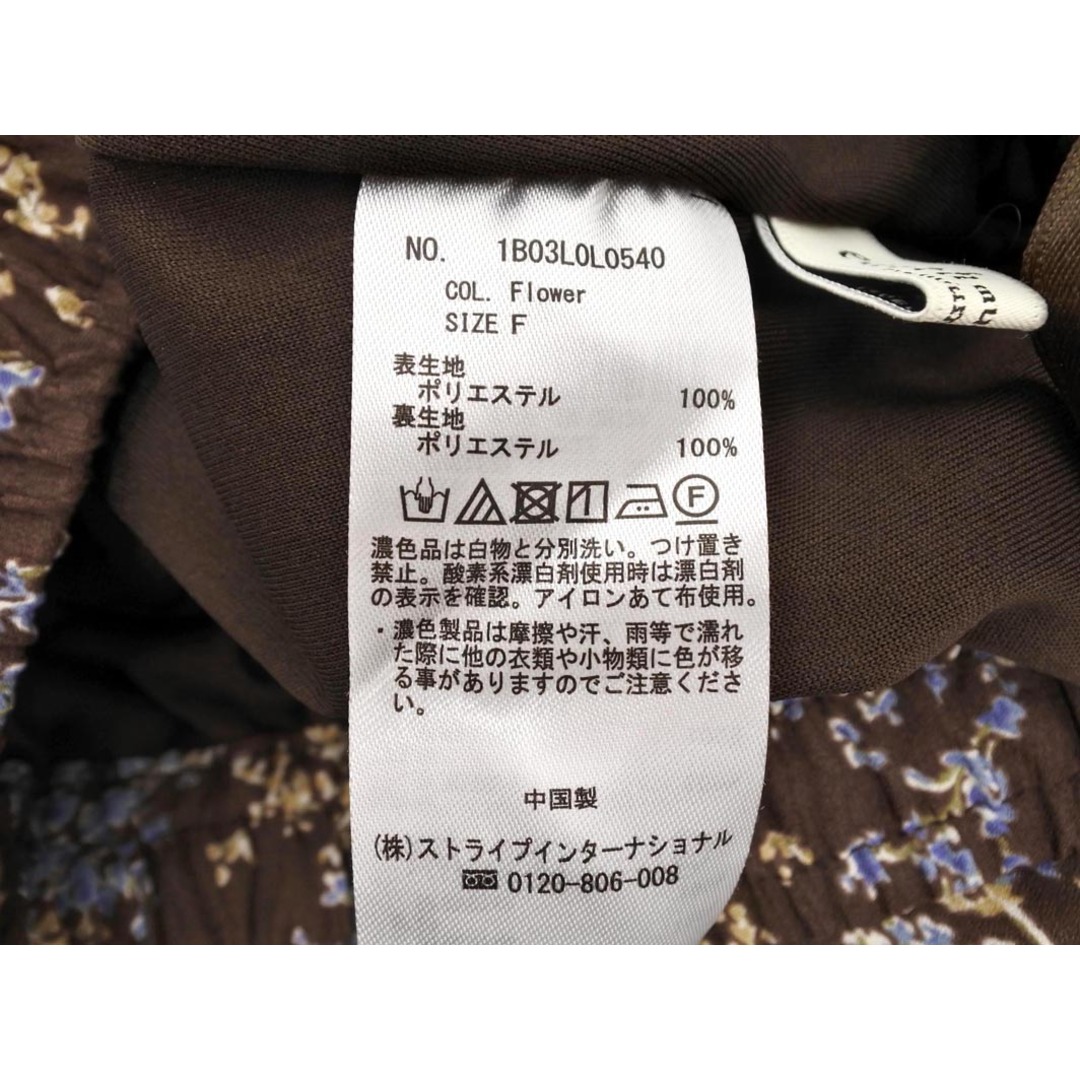 NO. 1B03L0L0540
COL. Flower
SIZE F
表生地
ポリエステル 100%
裏生地
ポリエステル 100%
F
濃色品は白物と分別洗い。つけ置き
禁止。酸素系漂白剤使用時は漂白剤
の表示を確認。アイロンあて布使用。
・濃色製品は摩擦や汗、雨等で濡れ
た際に他の衣類や小物類に色が移
る事がありますのでご注意くださ
い。
中国製
(株)ストライプインターナショナル
0120-806-008